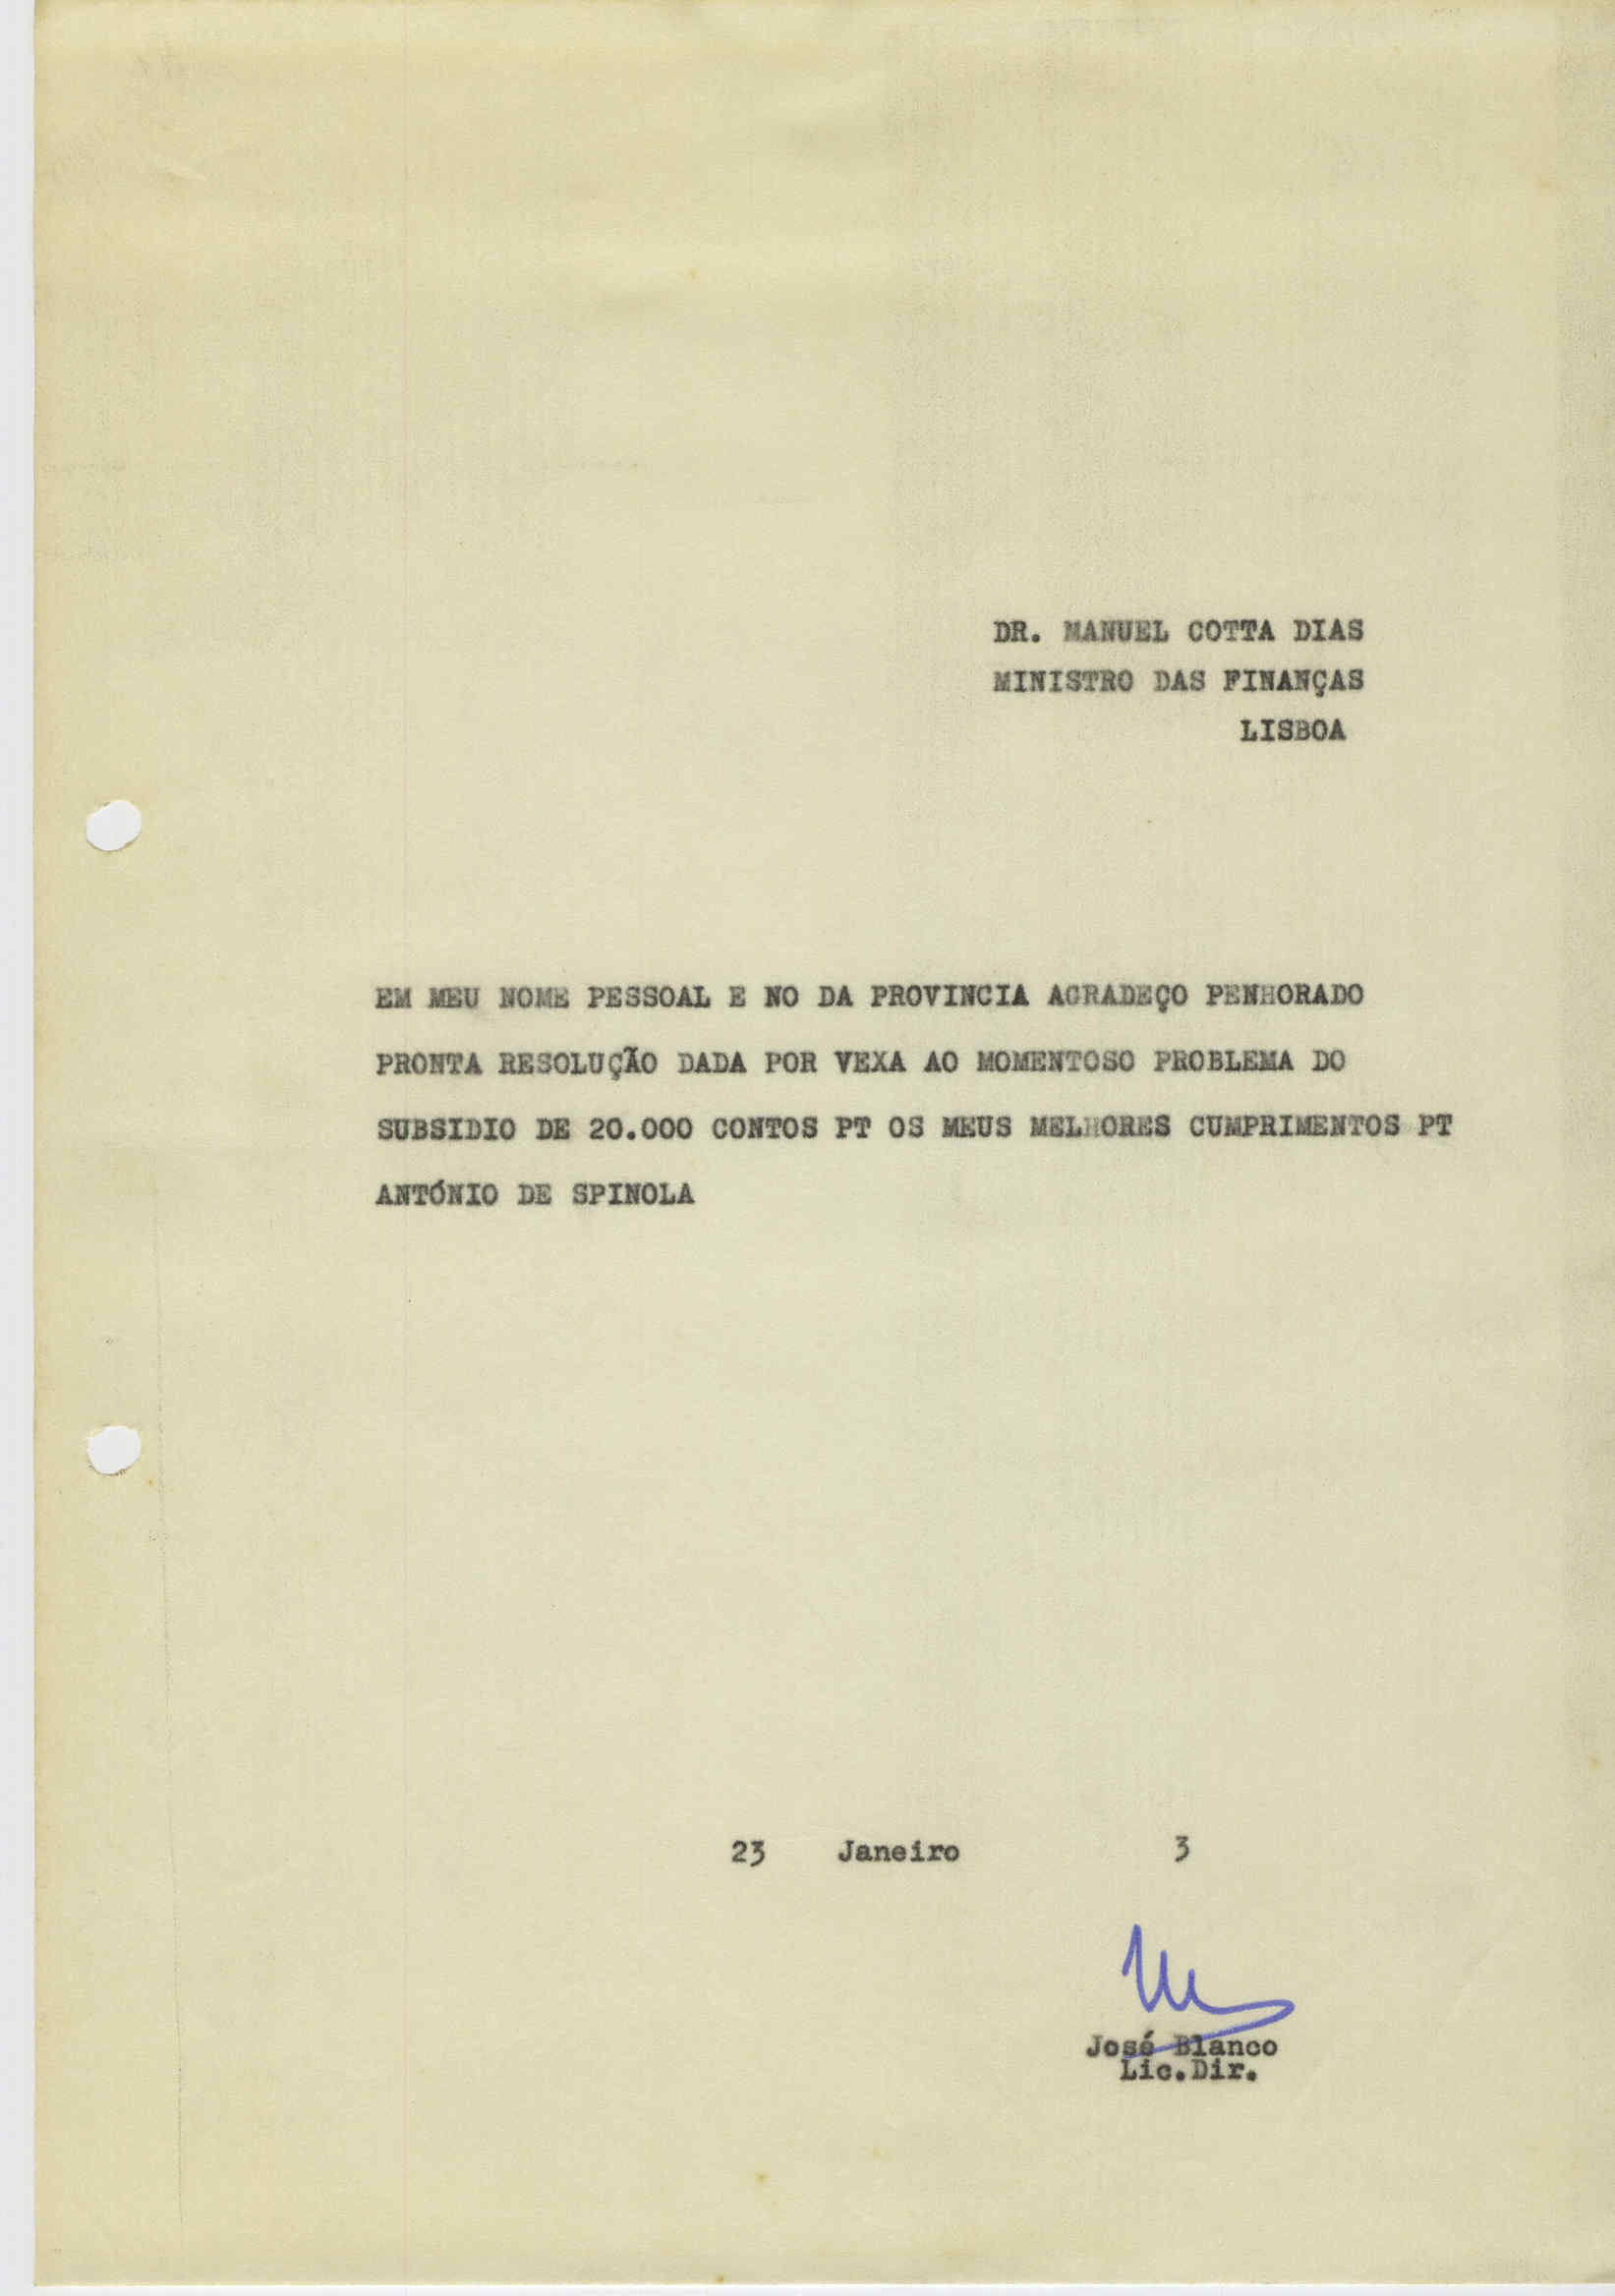 DR. MANUEL COTTA DIAS
MINISTRO DAS FINANÇAS
LISBOA
EM MEU NOME PESSOAL E NO DA PROVINCIA AGRADEÇO PENHORADO
PRONTA RESOLUÇÃO DADA POR VEXA AO MOMENTOSO PROBLEMA DO
SUBSIDIO DE 20.000 CONTOS PT OS MEUS MELHORES CUMPRIMENTOS PT
ANTÓNIO DE SPINOLA
23 Janeiro 3
José Blanco
Lic.Dir.